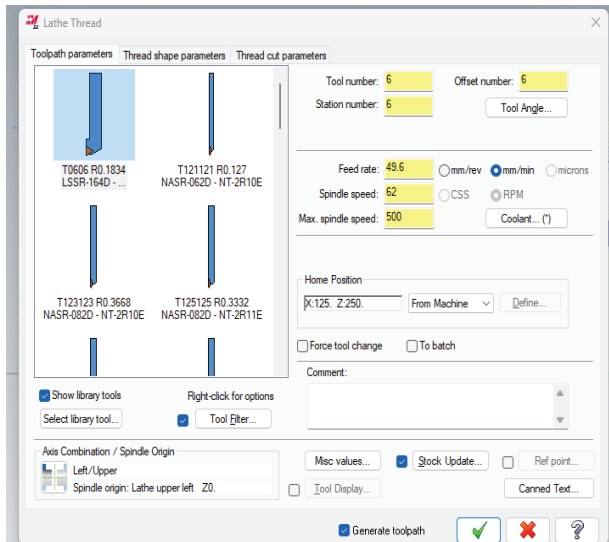 Lathe Thread
Toolpath parameters Thread shape parameters Thread cut parameters
T0606 R0.1834
LSSR-164D - ...
T121121 R0.127
NASR-062D - NT-2R10E
T123123 R0.3668
NASR-082D - NT-2R10E
T125125 R0.3332
NASR-082D - NT-2R11E
Show library tools
Right-click for options
Select library tool...
Tool Filter...
Axis Combination / Spindle Origin
Left/Upper
Spindle origin: Lathe upper left Z0.
Tool number: 6 Offset number: 6
Station number: 6 Tool Angle...
Feed rate: 49.6 mm/rev mm/min microns
Spindle speed: 62 CSS RPM
Max. spindle speed: 500 Coolant... (*)
Home Position
X:125. Z:250. From Machine Define...
Force tool change To batch
Comment:
Misc values... Stock Update... Ref point...
Tool Display... Canned Text...
Generate toolpath
?